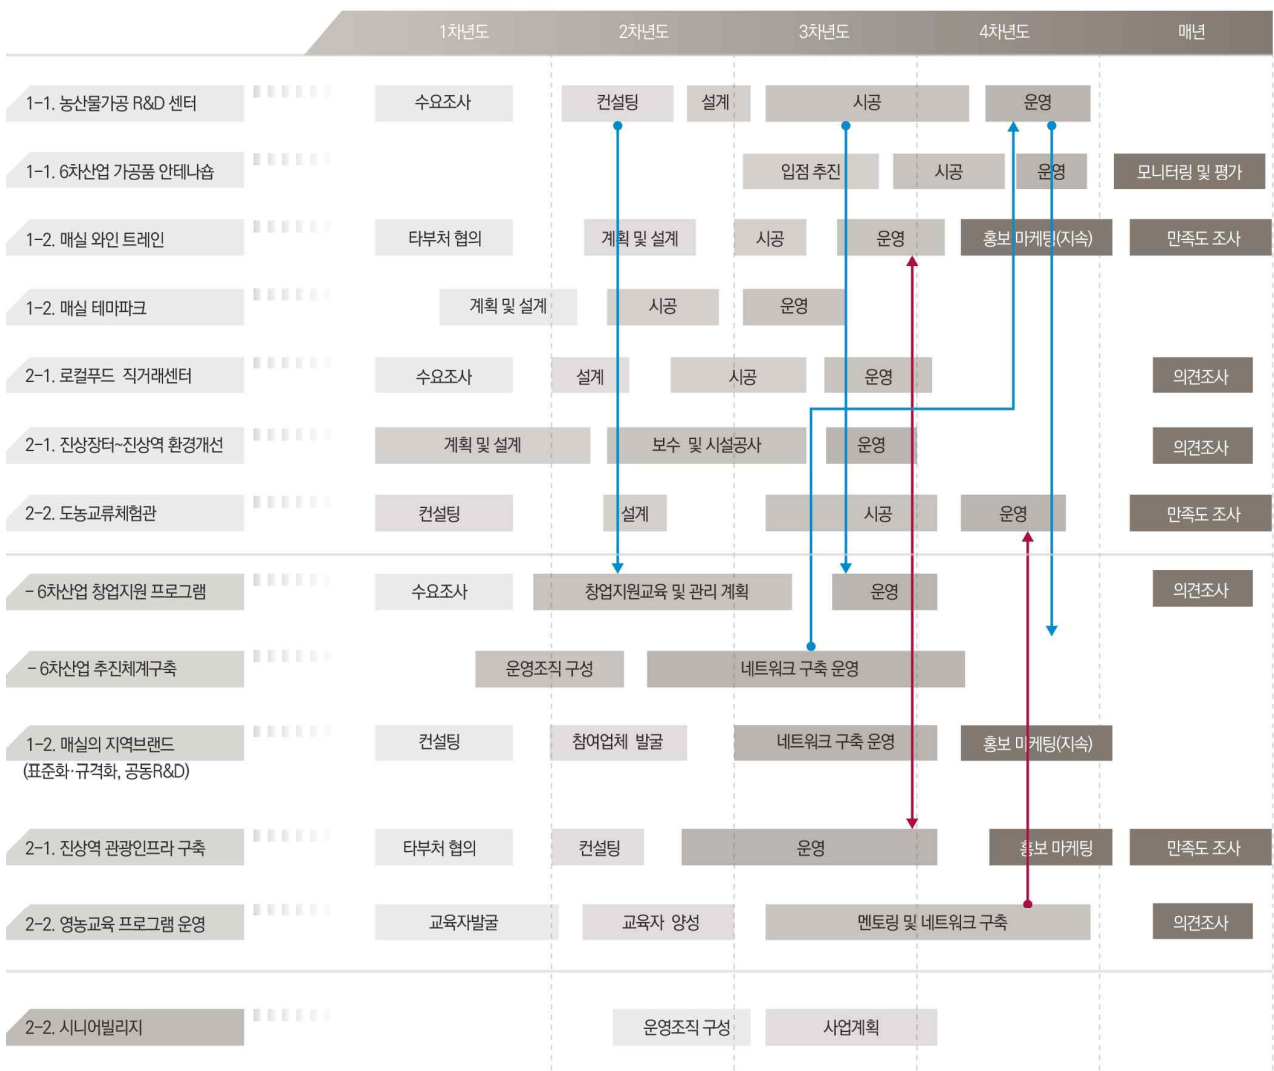 1차년도 2차년도 3차년도 4차년도 매년
1-1. 농산물가공 R&D 센터 수요조사 컨설팅 설계 시공 운영
1-1. 6차산업 가공품 안테나숍 입점 추진 시공 운영 모니터링 및 평가
1-2. 매실 와인 트레인 타부처 협의 계획 및 설계 시공 운영 홍보 마케팅(지속) 만족도 조사
1-2. 매실 테마파크 계획 및 설계 시공 운영
2-1. 로컬푸드 직거래센터 수요조사 설계 시공 운영 의견조사
2-1. 진상장터~진상역 환경개선 계획 및 설계 보수 및 시설공사 운영 의견조사
2-2. 도농교류체험관 컨설팅 설계 시공 운영 만족도 조사
- 6차산업 창업지원 프로그램 수요조사 창업지원교육 및 관리 계획 운영 의견조사
- 6차산업 추진체계구축 운영조직 구성 네트워크 구축 운영
1-2. 매실의 지역브랜드 컨설팅 참여업체 발굴 네트워크 구축 운영 홍보 마케팅(지속)
(표준화·규격화, 공동R&D)
2-1. 진상역 관광인프라 구축 타부처 협의 컨설팅 운영 홍보 마케팅 만족도 조사
2-2. 영농교육 프로그램 운영 교육자발굴 교육자 양성 멘토링 및 네트워크 구축 의견조사
2-2. 시니어빌리지 운영조직 구성 사업계획